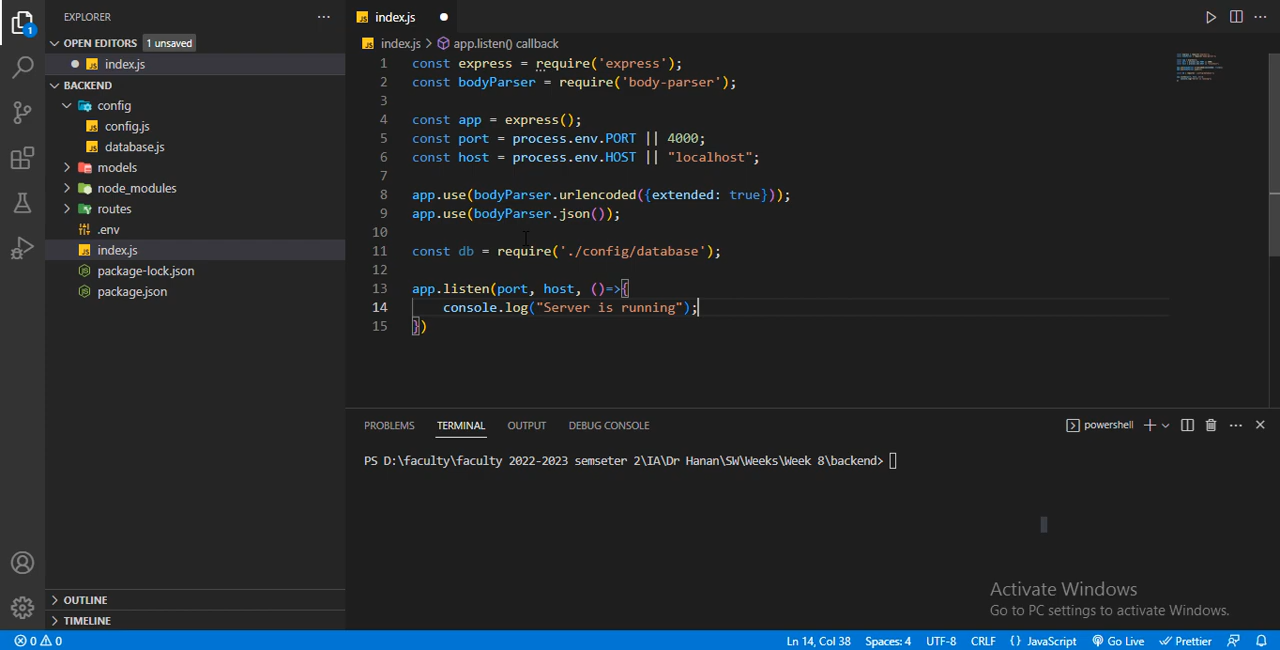 EXPLORER
index.js
OPEN EDITORS 1 unsaved
index.js > app.listen() callback
index.js
BACKEND
config
config.js
database.js
models
node_modules
routes
.env
index.js
package-lock.json
package.json
1 const express = require('express');
2 const bodyParser = require('body-parser');
3
4 const app = express();
5 const port = process.env.PORT || 4000;
6 const host = process.env.HOST || "localhost";
7
8 app.use(bodyParser.urlencoded({extended: true}));
9 app.use(bodyParser.json());
10
11 const db = require('./config/database');
12
13 app.listen(port, host, ()=>{
14 console.log("Server is running");
15 })
PROBLEMS TERMINAL OUTPUT DEBUG CONSOLE powershell
PS D:\faculty\faculty 2022-2023 semseter 2\IA\Dr Hanan\SW\Weeks\Week 8\backend>
Activate Windows
Go to PC settings to activate Windows.
OUTLINE
TIMELINE
1
0 0 Ln 14, Col 38 Spaces: 4 UTF-8 CRLF {} JavaScript Go Live Prettier